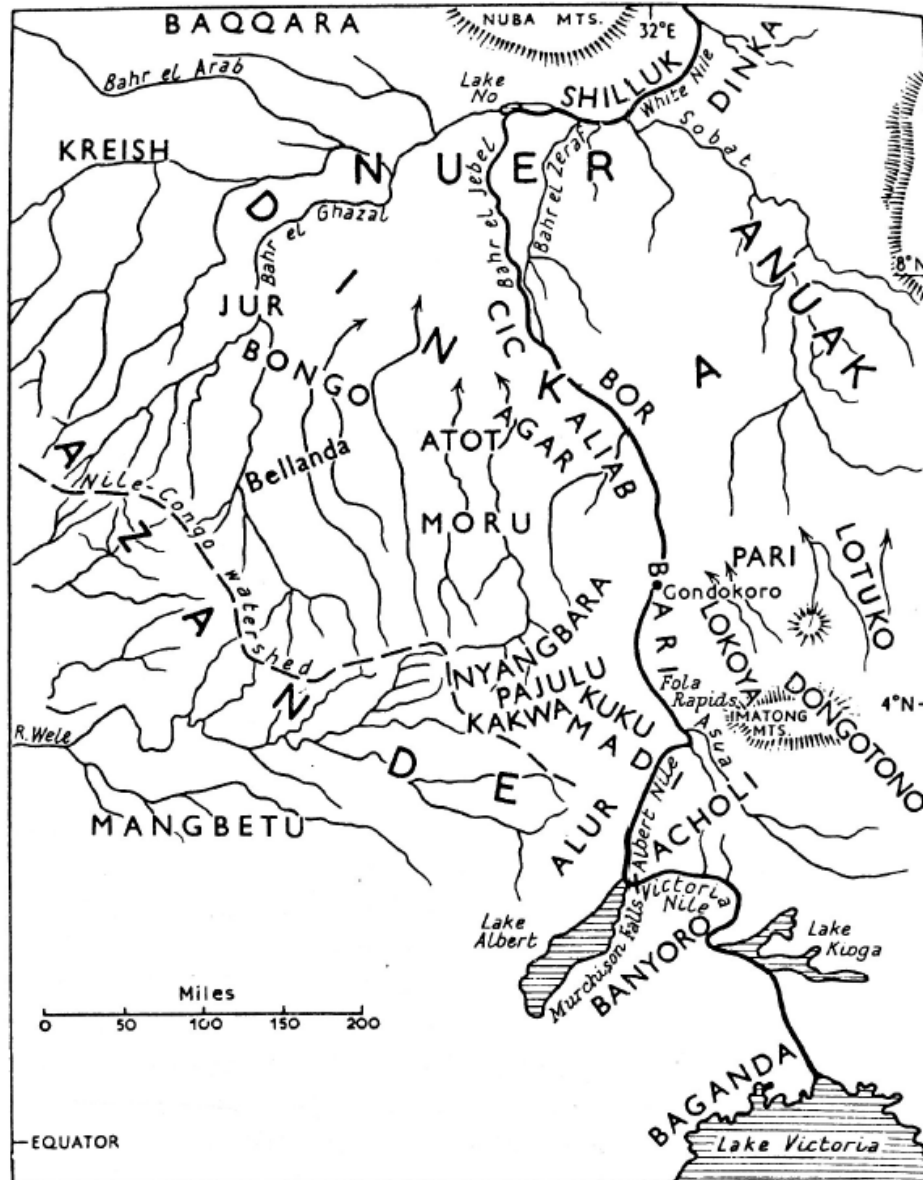 BAQQARA
NUBA MTS.
32°E
DINKA
Bahr el Arab
Lake No
SHILLUK
White Nile
Sobat
KREISH
NUER
Bahr el Jebel
Bahr el Zeraf
Bahr el Ghazal
DINKA
ANUAK
8°N
JUR
CIC
BONGO
BOR
ATOT
AGAR
ALIAB
AZANDE
Nile-Congo watershed
Bellanda
MORU
PARI
LOTUKO
Gondokoro
BARI
LOKOYA
NYANGBARA
PAJULU
KAKWA
KUKU
MADI
Fola Rapids
IMATONG MTS.
DONGOTONO
4°N
Asua
R. Wele
MANGBETU
ALUR
Albert Nile
ACHOLI
Lake Albert
Murchison Falls
Victoria Nile
BANYORO
Lake Kioga
Miles
0 50 100 150 200
BAGANDA
EQUATOR
Lake Victoria